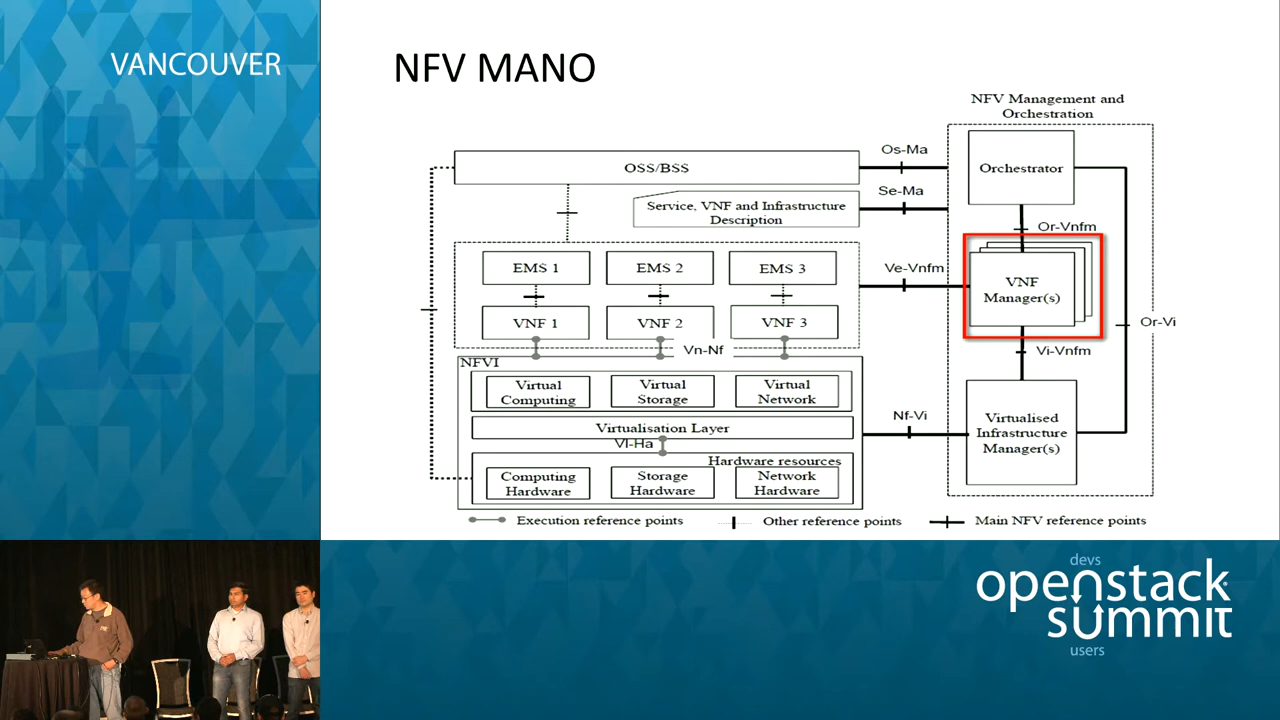 VANCOUVER
NFV MANO
NFV Management and
Orchestration
OSS/BSS
Os-Ma
Orchestrator
Se-Ma
Service, VNF and Infrastructure
Description
Or-Vnfm
EMS 1
EMS 2
EMS 3
Ve-Vnfm
VNF
Manager(s)
VNF 1
VNF 2
VNF 3
Or-Vi
Vn-Nf
Vi-Vnfm
NFVI
Virtual
Computing
Virtual
Storage
Virtual
Network
Nf-Vi
Virtualised
Infrastructure
Manager(s)
Virtualisation Layer
Vl-Ha
Hardware resources
Computing
Hardware
Storage
Hardware
Network
Hardware
Execution reference points
Other reference points
Main NFV reference points
devs
openstack
summit
users